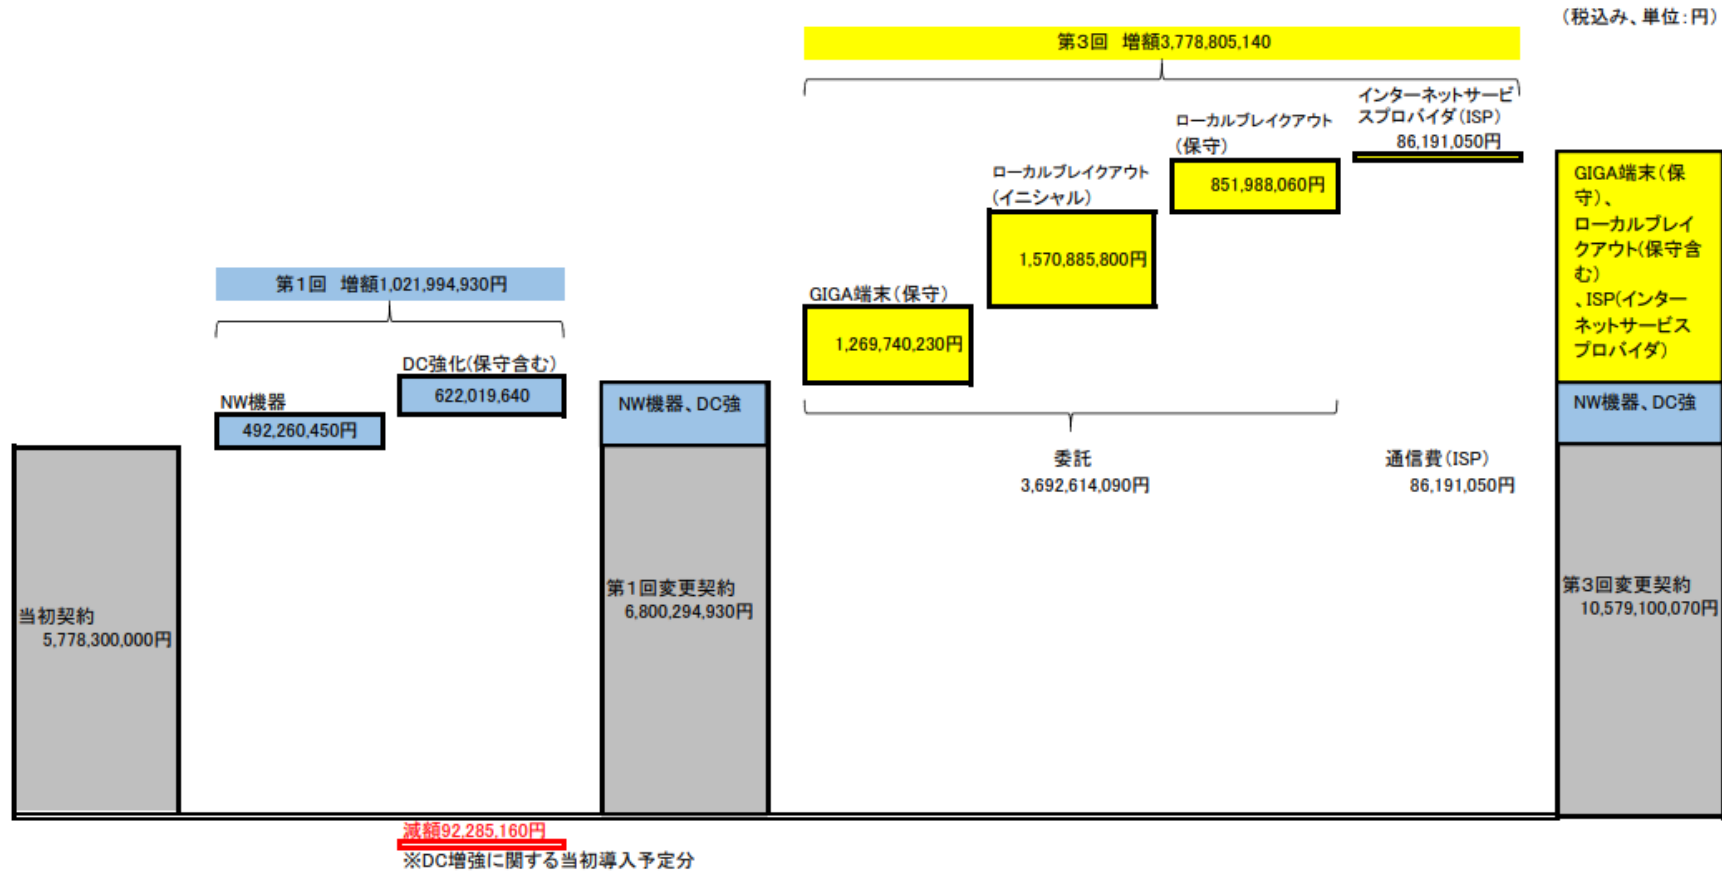 (税込み、単位：円)
第３回　増額3,778,805,140
インターネットサービ
スプロバイダ(ISP)
86,191,050円
ローカルブレイクアウト
(保守)
851,988,060円
ローカルブレイクアウト
(イニシャル)
1,570,885,800円
GIGA端末(保守)
1,269,740,230円
第１回　増額1,021,994,930円
DC強化(保守含む)
622,019,640
NW機器
492,260,450円
NW機器、DC強
GIGA端末(保
守)、
ローカルブレイ
クアウト(保守含
む)
、ISP(インター
ネットサービス
プロバイダ)
NW機器、DC強
委託
3,692,614,090円
通信費(ISP)
86,191,050円
当初契約
5,778,300,000円
第１回変更契約
6,800,294,930円
第３回変更契約
10,579,100,070円
減額92,285,160円
※DC増強に関する当初導入予定分